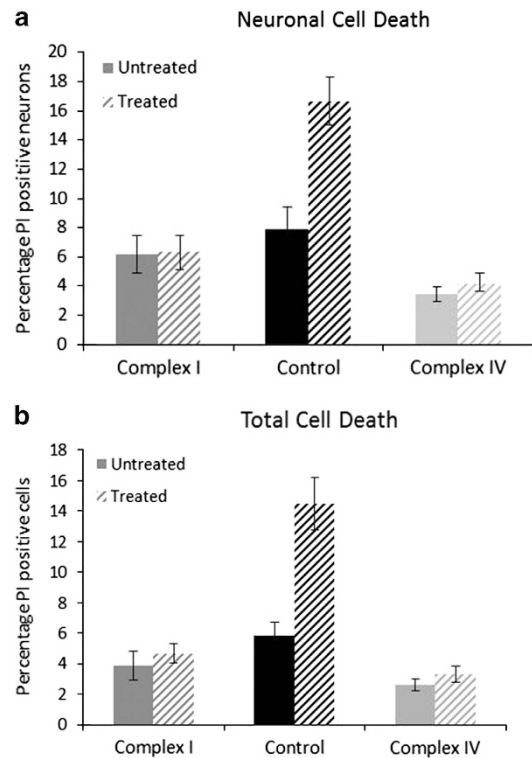 a
Neuronal Cell Death
Percentage PI positiive neurons
20
18
16
14
12
10
8
6
4
2
0
Untreated
Treated
Complex I
Control
Complex IV
b
Total Cell Death
Percentage PI positive cells
18
16
14
12
10
8
6
4
2
0
Untreated
Treated
Complex I
Control
Complex IV